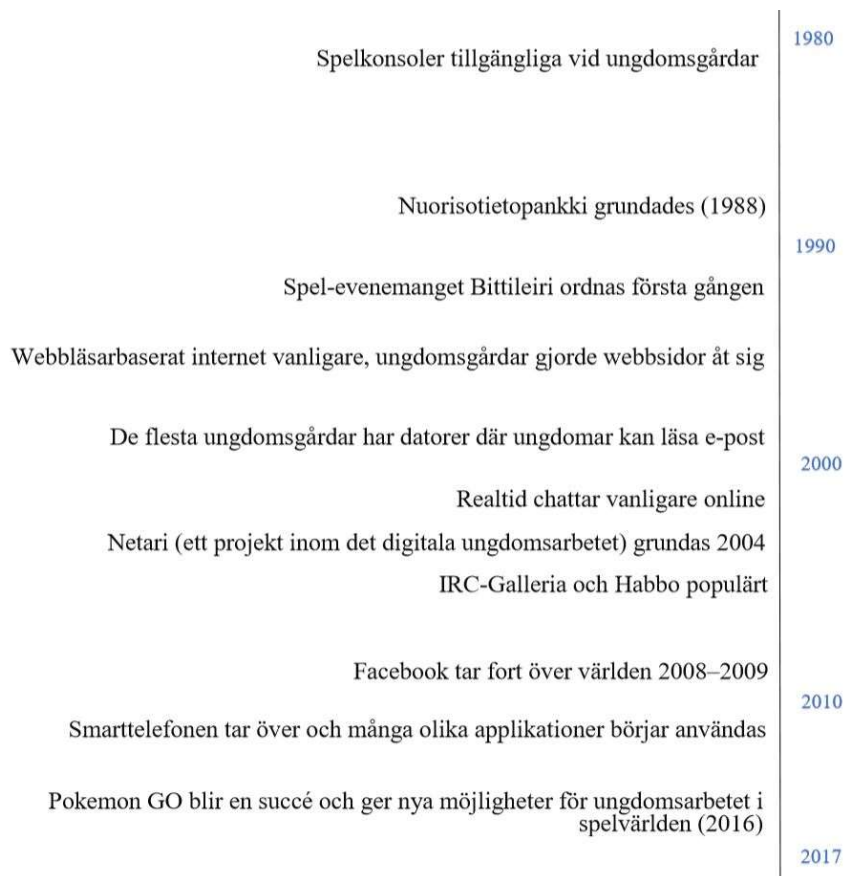 1980
Spelkonsoler tillgängliga vid ungdomsgårdar
Nuorisotietopankki grundades (1988)
1990
Spel-evenemanget Bittileiri ordnas första gången
Webbläsarbaserat internet vanligare, ungdomsgårdar gjorde webbsidor åt sig
De flesta ungdomsgårdar har datorer där ungdomar kan läsa e-post
2000
Realtid chattar vanligare online
Netari (ett projekt inom det digitala ungdomsarbetet) grundas 2004
IRC-Galleria och Habbo populärt
Facebook tar fort över världen 2008–2009
2010
Smarttelefonen tar över och många olika applikationer börjar användas
Pokemon GO blir en succé och ger nya möjligheter för ungdomsarbetet i
spelvärlden (2016)
2017